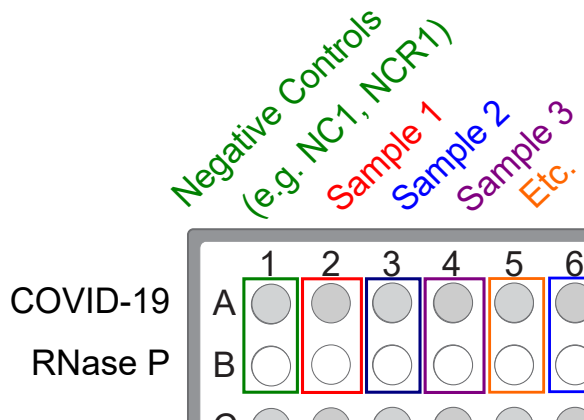 Negative Controls
(e.g. NC1, NCR1)
Sample 1
Sample 2
Sample 3
Etc.
1 2 3 4 5 6
COVID-19 A
RNase P B
C